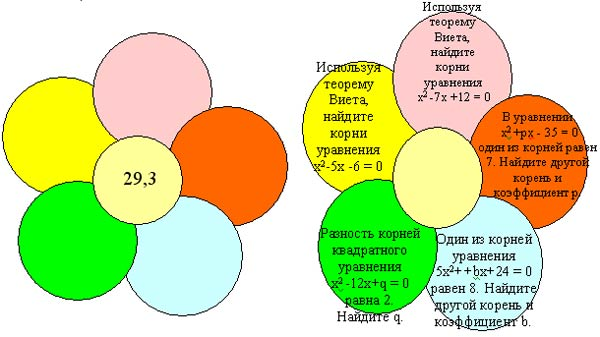 29,3
Используя
теорему
Виета,
найдите
корни
уравнения
x²-7x +12 = 0
Используя
теорему
Виета,
найдите
корни
уравнения
x²-5x -6 = 0
В уравнении
x²+px - 35 = 0
один из корней равен
7. Найдите другой
корень и
коэффициент p.
Разность корней
квадратного
уравнения
x² -12x+q = 0
равна 2.
Найдите q.
Один из корней
уравнения
5x²++bx+24 = 0
равен 8. Найдите
другой корень и
коэффициент b.